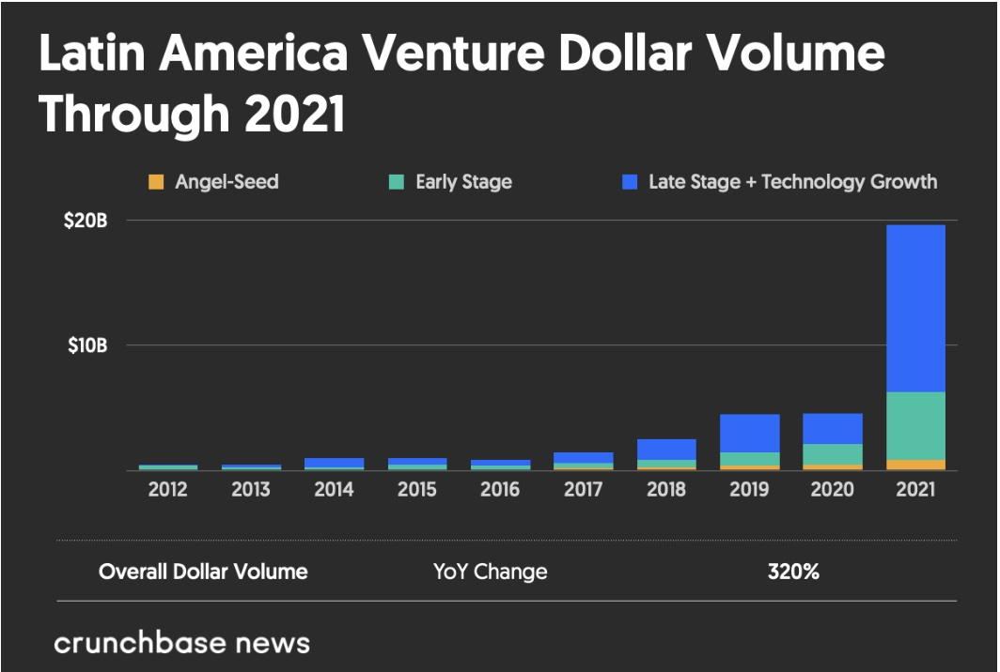 Latin America Venture Dollar Volume
Through 2021
Angel-Seed Early Stage Late Stage + Technology Growth
$20B
$10B
2012 2013 2014 2015 2016 2017 2018 2019 2020 2021
Overall Dollar Volume YoY Change 320%
crunchbase news